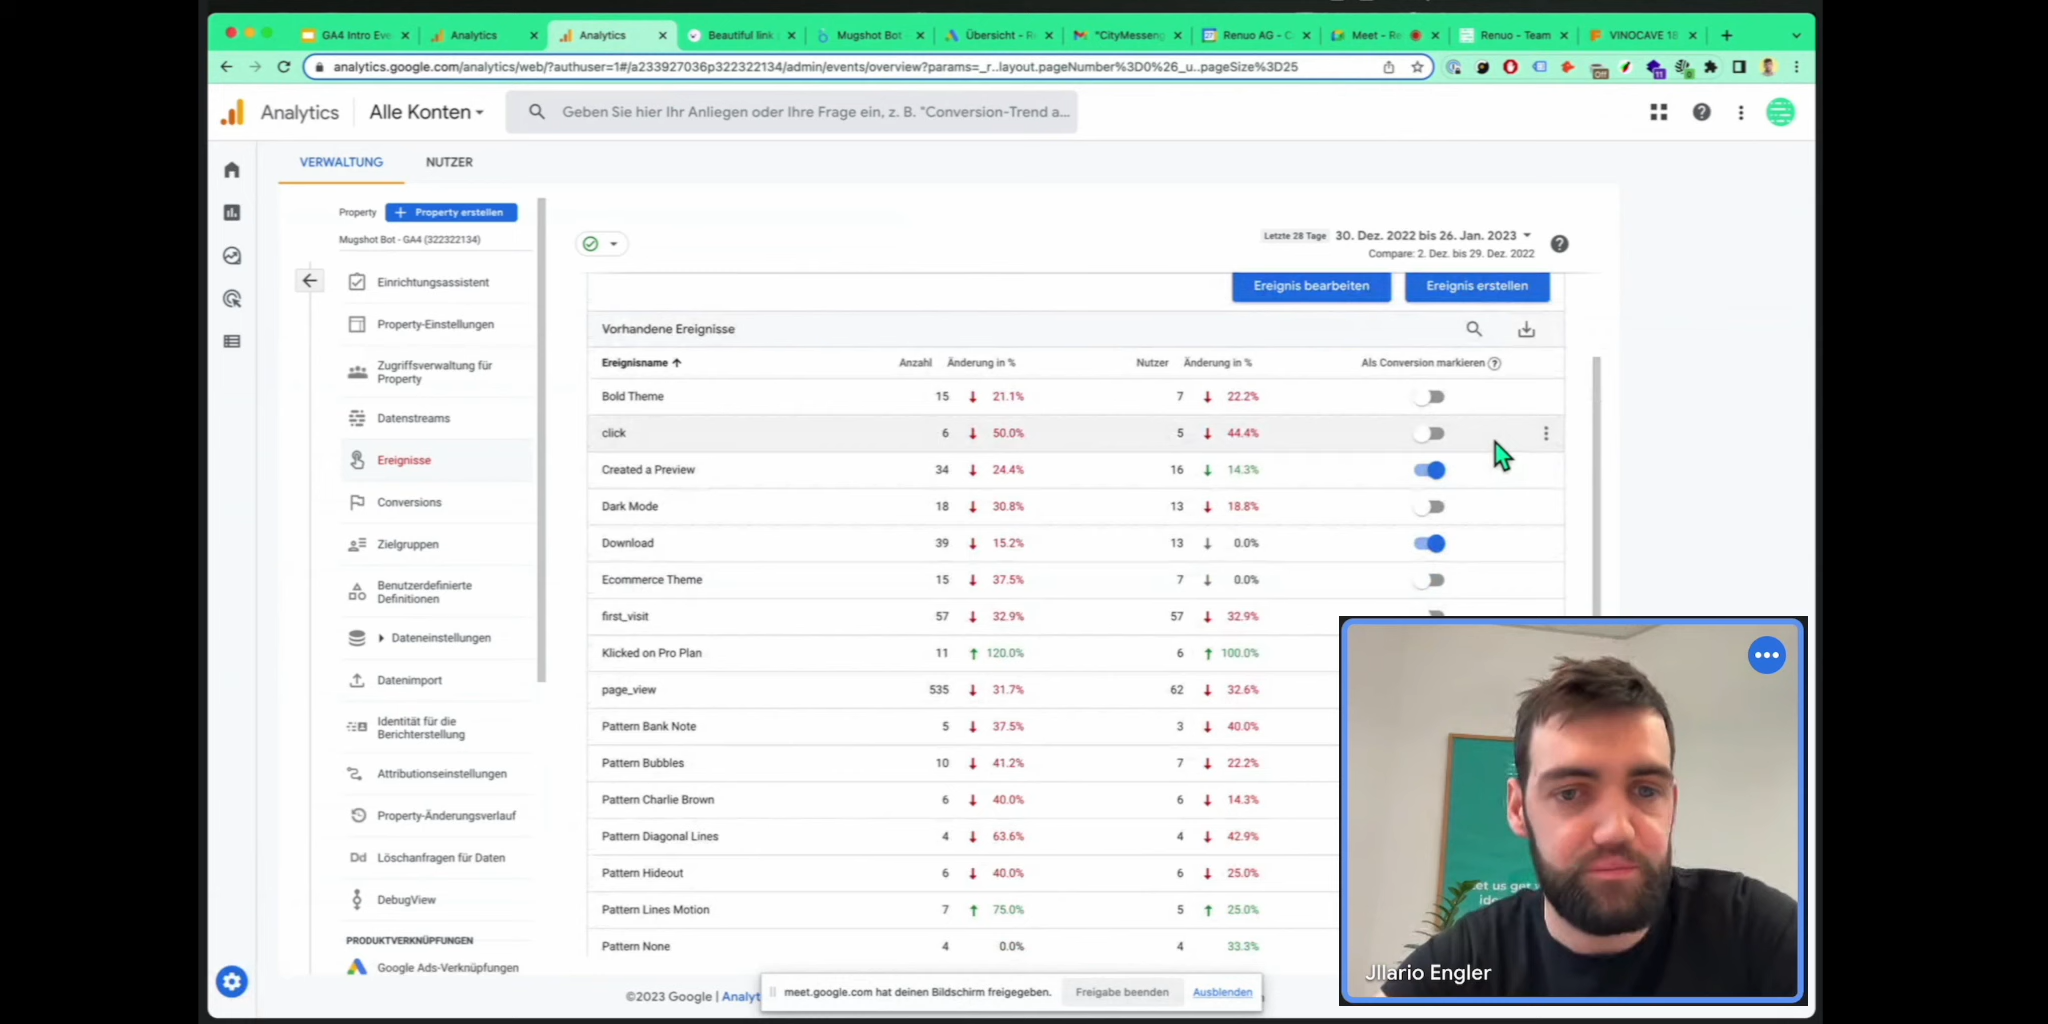 GA4 Intro Eve
Analytics
Analytics
Beautiful link
Mugshot Bot
Übersicht - R
"CityMesseng
Renuo AG - C
Meet - Re
Renuo - Team
VINOCAVE 18
analytics.google.com/analytics/web/?authuser=1#/a233927036p322322134/admin/events/overview?params=_r..layout.pageNumber%3D0%26_u..pageSize%3D25
Analytics
Alle Konten
Geben Sie hier Ihr Anliegen oder Ihre Frage ein, z. B. "Conversion-Trend a...
VERWALTUNG
NUTZER
Property
+ Property erstellen
Mugshot Bot - GA4 (322322134)
Einrichtungsassistent
Property-Einstellungen
Zugriffsverwaltung für
Property
Datenstreams
Ereignisse
Conversions
Zielgruppen
Benutzerdefinierte
Definitionen
Dateneinstellungen
Datenimport
Identität für die
Berichterstellung
Attributionseinstellungen
Property-Änderungsverlauf
Dd Löschanfragen für Daten
DebugView
PRODUKTVERKNÜPFUNGEN
Google Ads-Verknüpfungen
Letzte 28 Tage 30. Dez. 2022 bis 26. Jan. 2023
Compare: 2. Dez. bis 29. Dez. 2022
Ereignis bearbeiten
Ereignis erstellen
Vorhandene Ereignisse
Ereignisname ↑ Anzahl Änderung in % Nutzer Änderung in % Als Conversion markieren
Bold Theme 15 ↓ 21.1% 7 ↓ 22.2%
click 6 ↓ 50.0% 5 ↓ 44.4%
Created a Preview 34 ↓ 24.4% 16 ↓ 14.3%
Dark Mode 18 ↓ 30.8% 13 ↓ 18.8%
Download 39 ↓ 15.2% 13 ↓ 0.0%
Ecommerce Theme 15 ↓ 37.5% 7 ↓ 0.0%
first_visit 57 ↓ 32.9% 57 ↓ 32.9%
Klicked on Pro Plan 11 ↑ 120.0% 6 ↑ 100.0%
page_view 535 ↓ 31.7% 62 ↓ 32.6%
Pattern Bank Note 5 ↓ 37.5% 3 ↓ 40.0%
Pattern Bubbles 10 ↓ 41.2% 7 ↓ 22.2%
Pattern Charlie Brown 6 ↓ 40.0% 6 ↓ 14.3%
Pattern Diagonal Lines 4 ↓ 63.6% 4 ↓ 42.9%
Pattern Hideout 6 ↓ 40.0% 6 ↓ 25.0%
Pattern Lines Motion 7 ↑ 75.0% 5 ↑ 25.0%
Pattern None 4 0.0% 4 33.3%
©2023 Google | Analyt
meet.google.com hat deinen Bildschirm freigegeben.
Freigabe beenden
Ausblenden
et us get
Jllario Engler